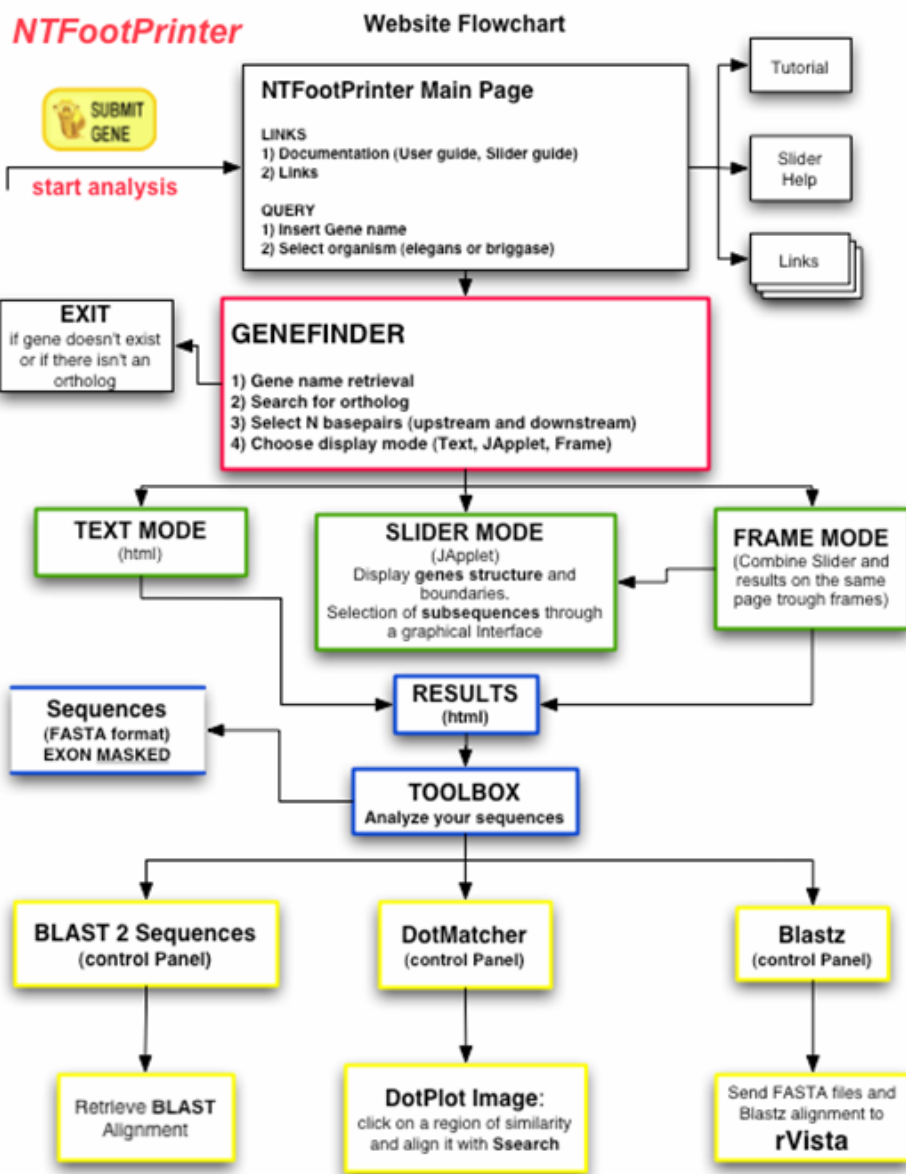 NTFootPrinter
Website Flowchart
SUBMIT
GENE
start analysis
NTFootPrinter Main Page
LINKS
1) Documentation (User guide, Slider guide)
2) Links
QUERY
1) Insert Gene name
2) Select organism (elegans or briggase)
Tutorial
Slider
Help
Links
EXIT
if gene doesn't exist
or if there isn't an
ortholog
GENEFINDER
1) Gene name retrieval
2) Search for ortholog
3) Select N basepairs (upstream and downstream)
4) Choose display mode (Text, JApplet, Frame)
TEXT MODE
(html)
SLIDER MODE
(JApplet)
Display genes structure and
boundaries.
Selection of subsequences through
a graphical Interface
FRAME MODE
(Combine Slider and
results on the same
page trough frames)
RESULTS
(html)
Sequences
(FASTA format)
EXON MASKED
TOOLBOX
Analyze your sequences
BLAST 2 Sequences
(control Panel)
DotMatcher
(control Panel)
Blastz
(control Panel)
Retrieve BLAST
Alignment
DotPlot Image:
click on a region of similarity
and align it with Ssearch
Send FASTA files and
Blastz alignment to
rVista